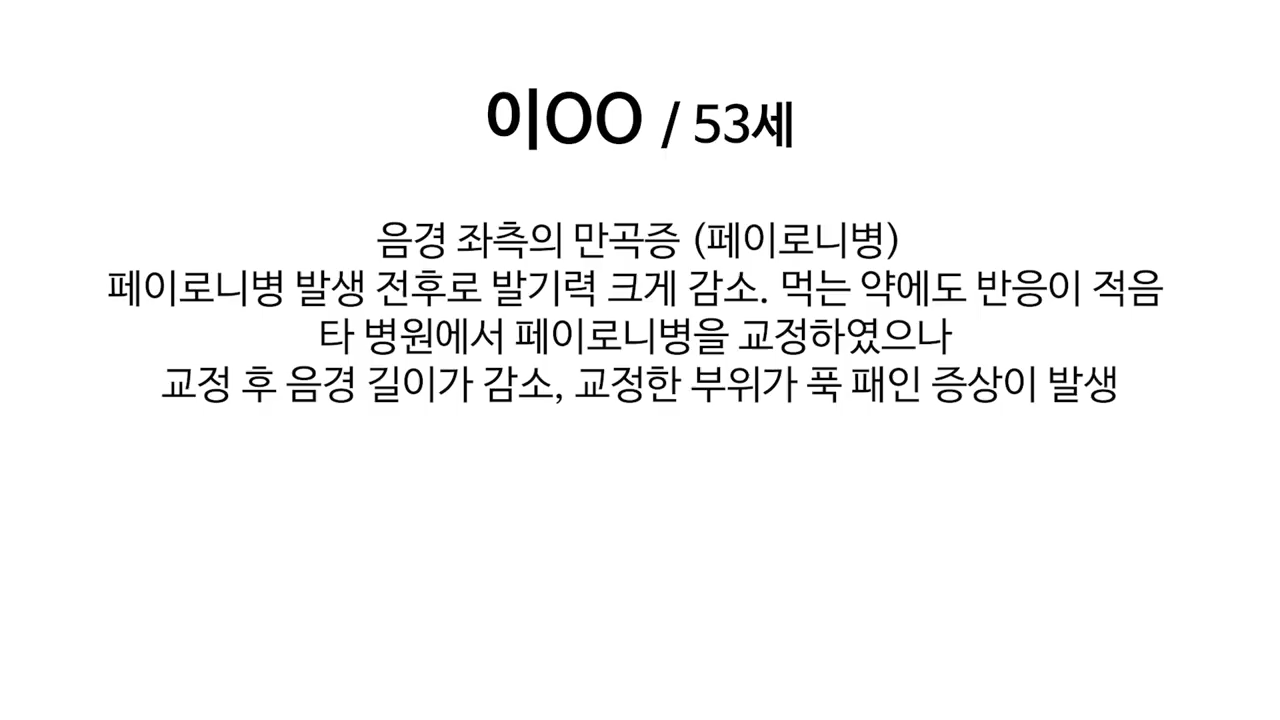 이OO / 53세
음경 좌측의 만곡증 (페이로니병)
페이로니병 발생 전후로 발기력 크게 감소. 먹는 약에도 반응이 적음
타 병원에서 페이로니병을 교정하였으나
교정 후 음경 길이가 감소, 교정한 부위가 푹 패인 증상이 발생